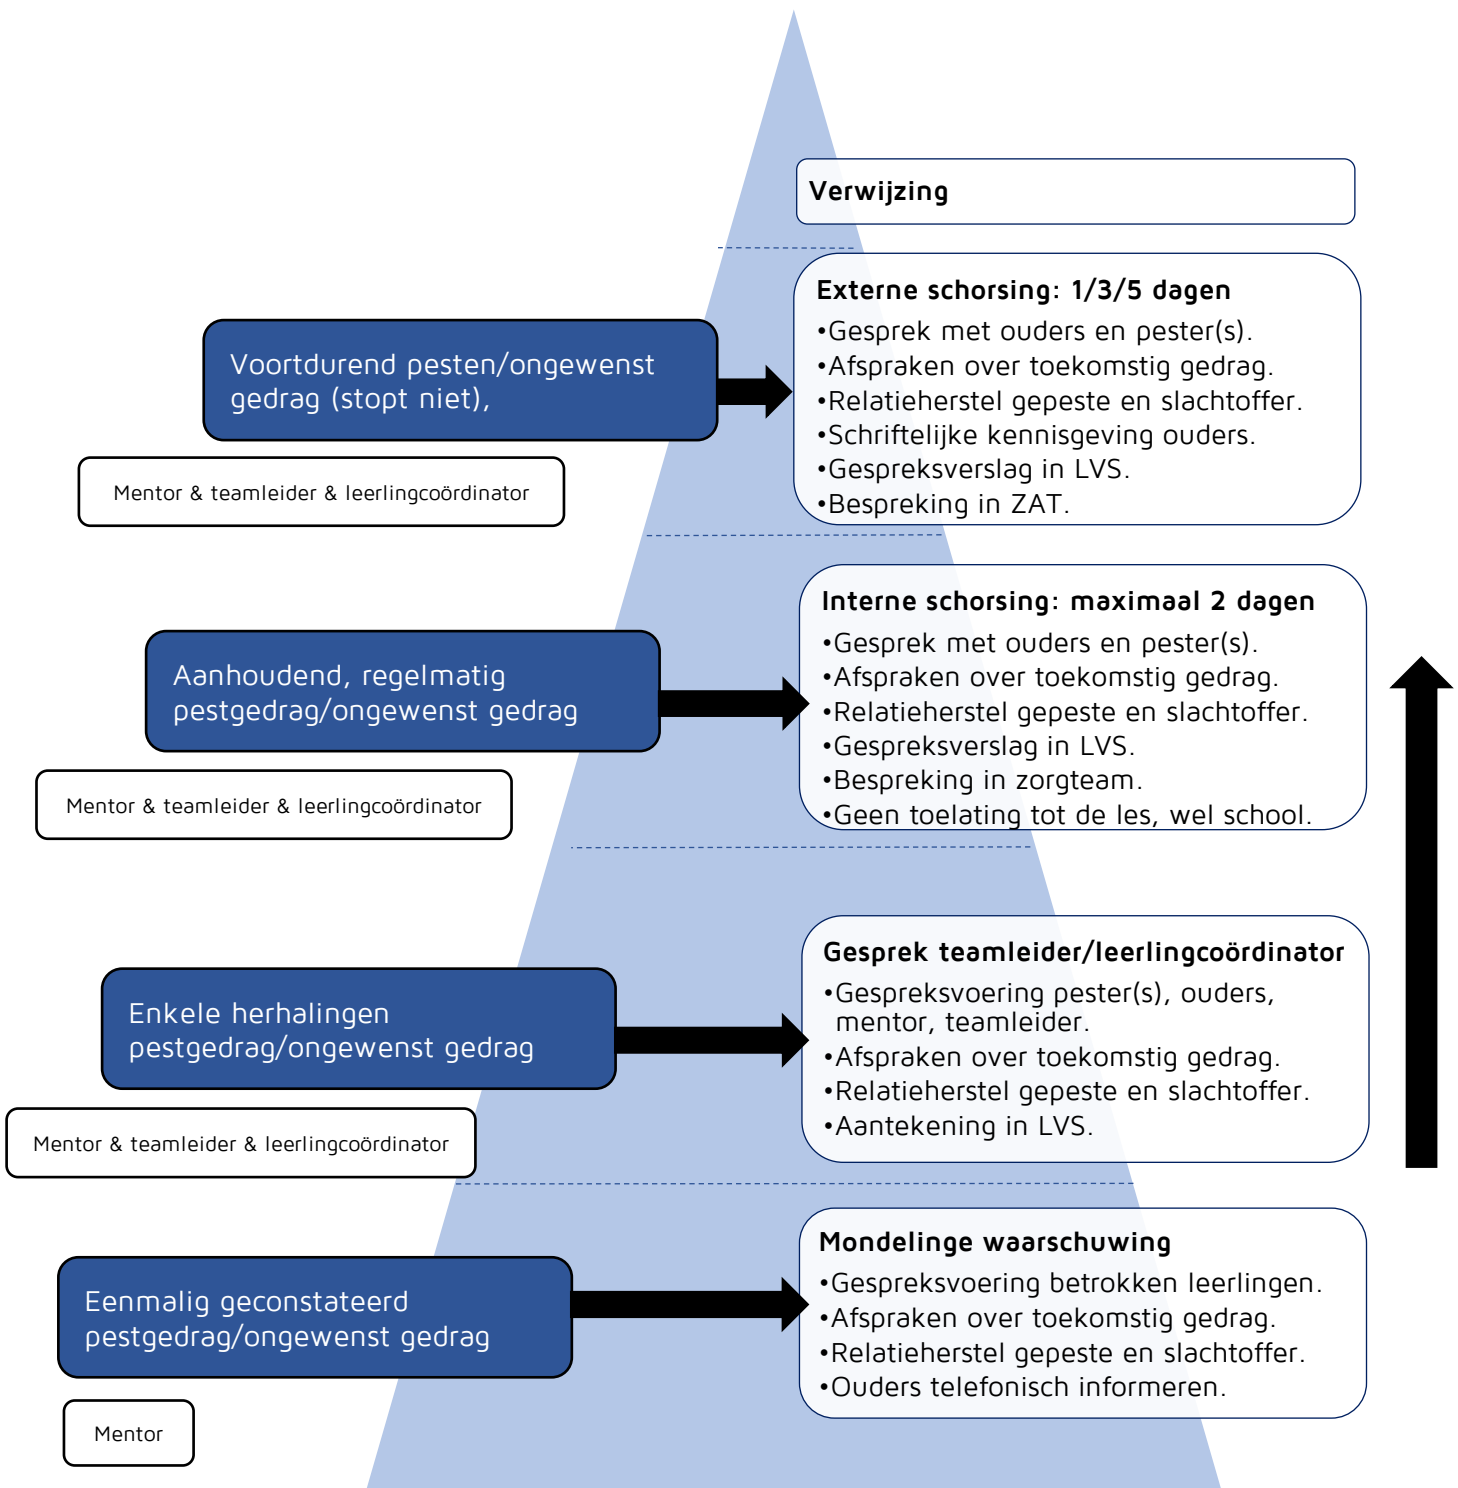 Verwijzing
Externe schorsing: 1/3/5 dagen
•Gesprek met ouders en pester(s).
•Afspraken over toekomstig gedrag.
•Relatieherstel gepeste en slachtoffer.
•Schriftelijke kennisgeving ouders.
•Gespreksverslag in LVS.
•Bespreking in ZAT.
Voortdurend pesten/ongewenst
gedrag (stopt niet),
Mentor & teamleider & leerlingcoördinator
Interne schorsing: maximaal 2 dagen
•Gesprek met ouders en pester(s).
•Afspraken over toekomstig gedrag.
•Relatieherstel gepeste en slachtoffer.
•Gespreksverslag in LVS.
•Bespreking in zorgteam.
•Geen toelating tot de les, wel school.
Aanhoudend, regelmatig
pestgedrag/ongewenst gedrag
Mentor & teamleider & leerlingcoördinator
Gesprek teamleider/leerlingcoördinator
•Gespreksvoering pester(s), ouders,
mentor, teamleider.
•Afspraken over toekomstig gedrag.
•Relatieherstel gepeste en slachtoffer.
•Aantekening in LVS.
Enkele herhalingen
pestgedrag/ongewenst gedrag
Mentor & teamleider & leerlingcoördinator
Mondelinge waarschuwing
•Gespreksvoering betrokken leerlingen.
•Afspraken over toekomstig gedrag.
•Relatieherstel gepeste en slachtoffer.
•Ouders telefonisch informeren.
Eenmalig geconstateerd
pestgedrag/ongewenst gedrag
Mentor